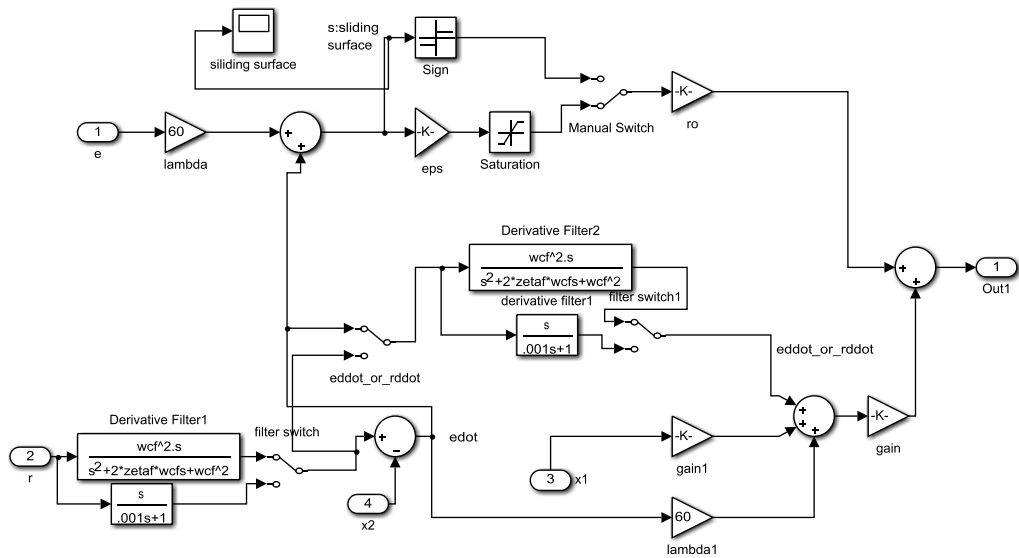 s:sliding
surface
siliding surface
Sign
-K-
ro
Manual Switch
1
e
60
lambda
+
+
-K-
eps
Saturation
Derivative Filter2
wcf^2.s
s^2+2*zetaf*wcfs+wcf^2
derivative filter1
filter switch1
s
.001s+1
eddot_or_rddot
eddot_or_rddot
+
+
1
Out1
Derivative Filter1
wcf^2.s
s^2+2*zetaf*wcfs+wcf^2
filter switch
2
r
s
.001s+1
+
−
edot
4
x2
3
x1
-K-
gain1
+
+
+
-K-
gain
60
lambda1